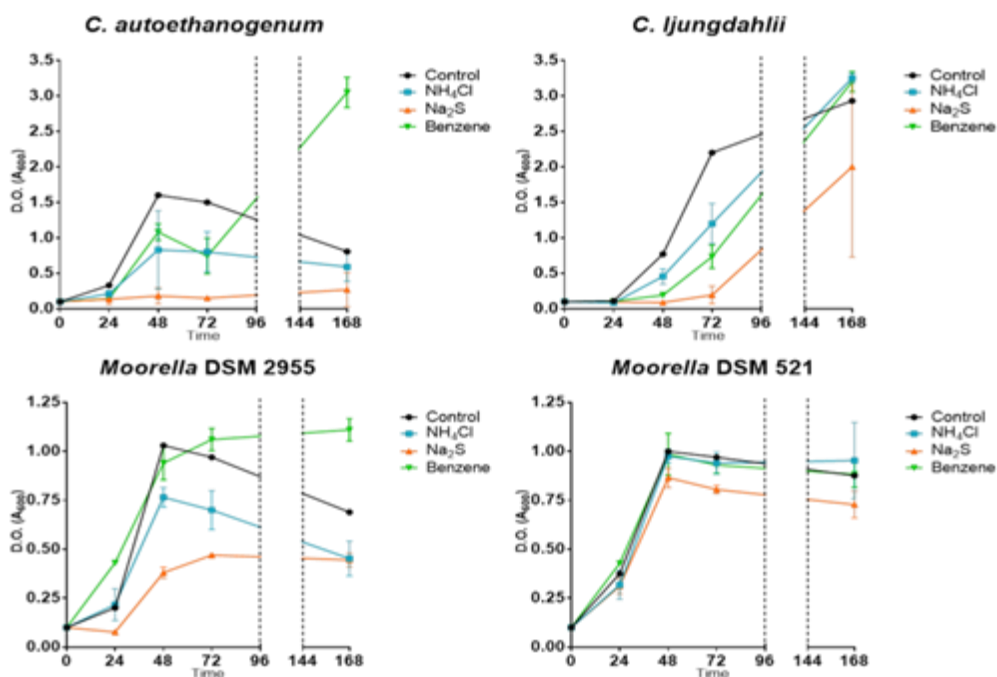 C. autoethanogenum
3.5
3.0
2.5
2.0
1.5
1.0
0.5
0.0
D.O. (A₆₀₀)
0 24 48 72 96 144 168
Time
Control
NH₄Cl
Na₂S
Benzene
C. ljungdahlii
3.5
3.0
2.5
2.0
1.5
1.0
0.5
0.0
D.O. (A₆₀₀)
0 24 48 72 96 144 168
Time
Control
NH₄Cl
Na₂S
Benzene
Moorella DSM 2955
1.25
1.00
0.75
0.50
0.25
0.00
D.O. (A₆₀₀)
0 24 48 72 96 144 168
Time
Control
NH₄Cl
Na₂S
Benzene
Moorella DSM 521
1.25
1.00
0.75
0.50
0.25
0.00
D.O. (A₆₀₀)
0 24 48 72 96 144 168
Time
Control
NH₄Cl
Na₂S
Benzene